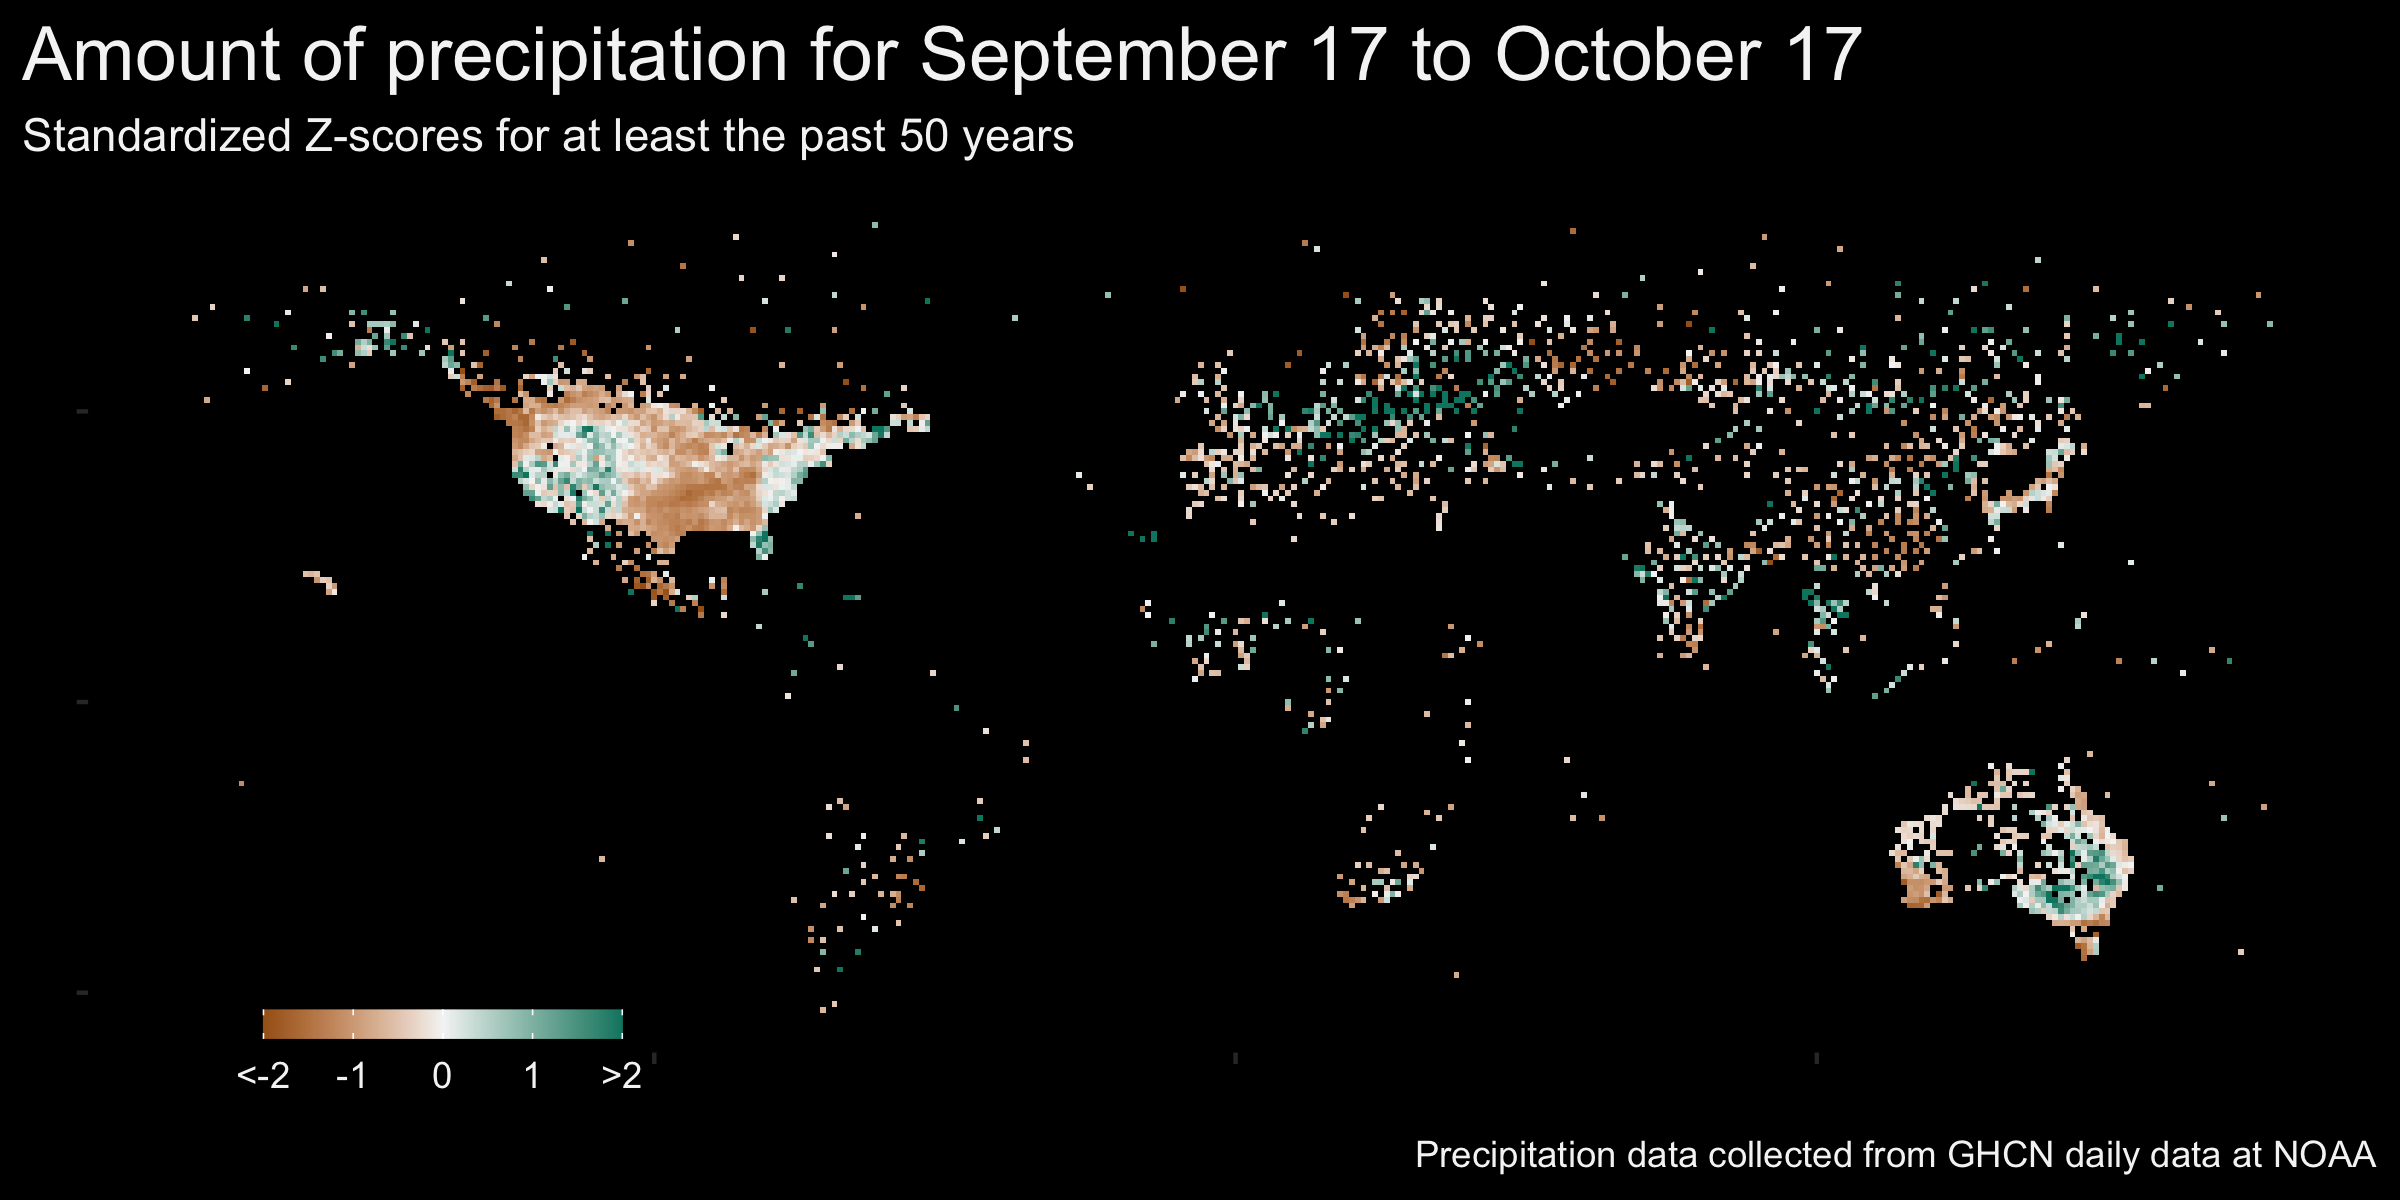 Amount of precipitation for September 17 to October 17
Standardized Z-scores for at least the past 50 years
<-2 -1 0 1 >2
Precipitation data collected from GHCN daily data at NOAA